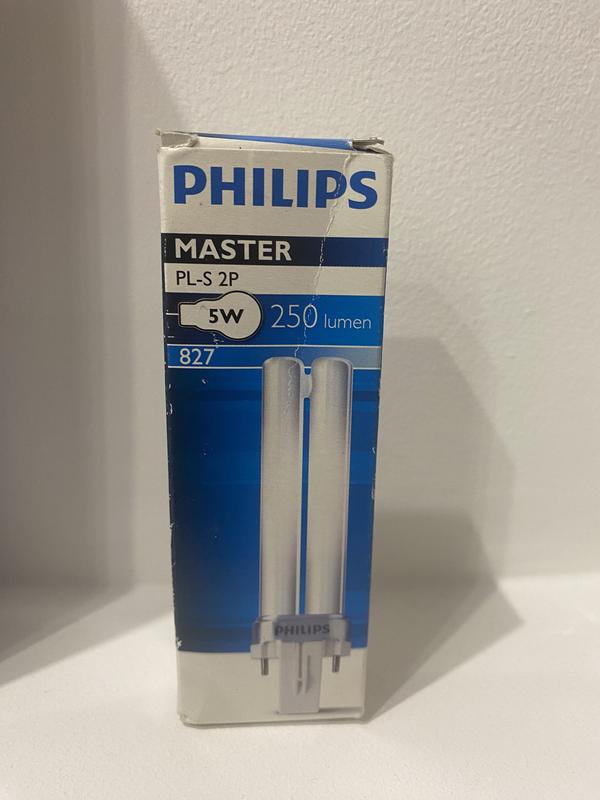 PHILIPS
MASTER
PL-S 2P
5W 250 lumen
827
PHILIPS